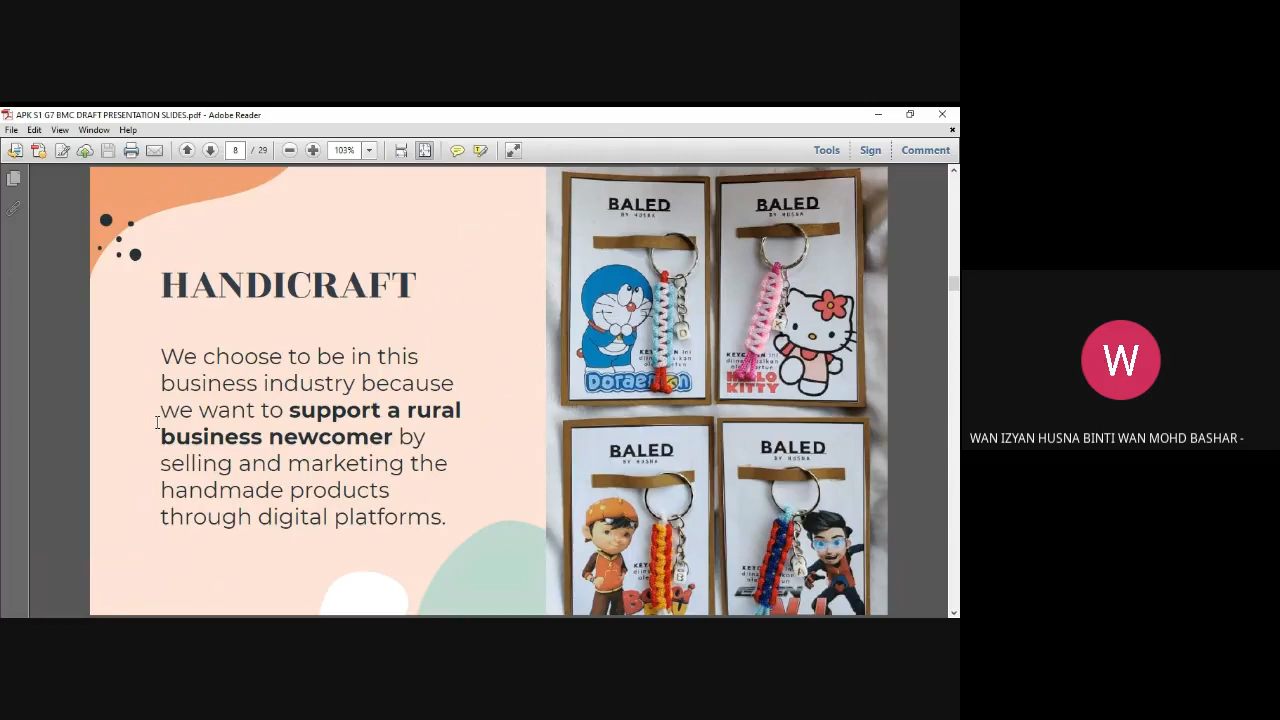 APK S1 G7 BMC DRAFT PRESENTATION SLIDES.pdf - Adobe Reader
File Edit View Window Help
8 / 29 103% Tools Sign Comment
HANDICRAFT
We choose to be in this
business industry because
we want to support a rural
business newcomer by
selling and marketing the
handmade products
through digital platforms.
BALED
BY HUSNA
Doraemon
BALED
BY HUSNA
HELLO
KITTY
BALED
BY HUSNA
B
BALED
BY HUSNA
A
W
WAN IZYAN HUSNA BINTI WAN MOHD BASHAR -